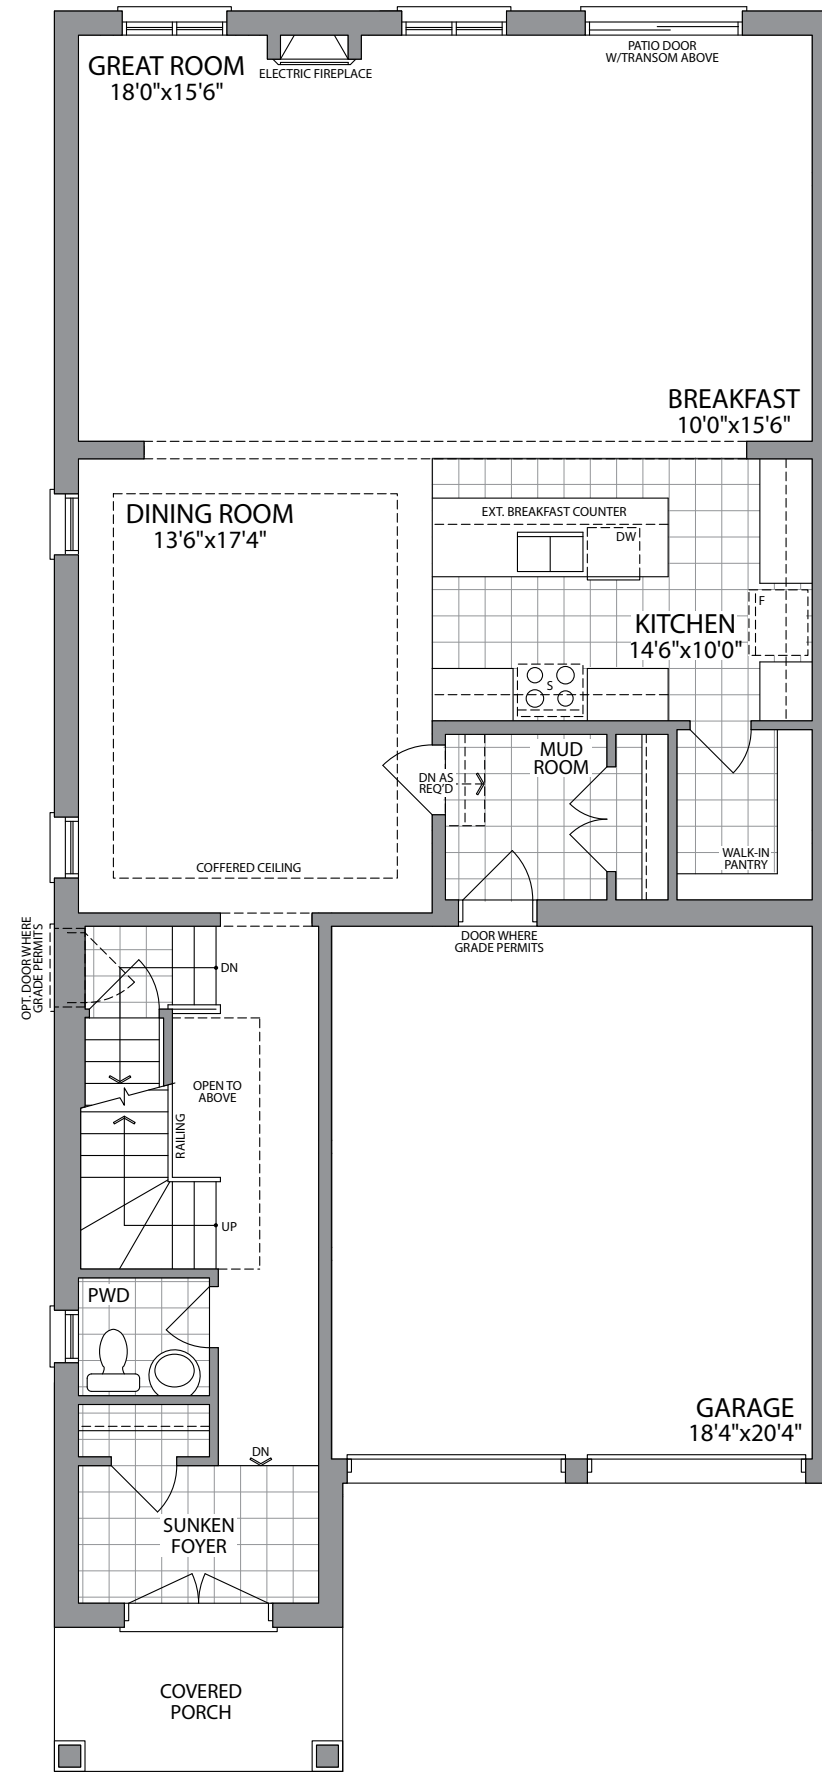 GREAT ROOM
18'0"x15'6"
ELECTRIC FIREPLACE
PATIO DOOR
W/TRANSOM ABOVE
BREAKFAST
10'0"x15'6"
DINING ROOM
13'6"x17'4"
EXT. BREAKFAST COUNTER
DW
F
KITCHEN
14'6"x10'0"
S
MUD
ROOM
DN AS
REQ'D
WALK-IN
PANTRY
COFFERED CEILING
DOOR WHERE
GRADE PERMITS
OPT. DOOR WHERE
GRADE PERMITS
DN
OPEN TO
ABOVE
RAILING
UP
PWD
GARAGE
18'4"x20'4"
DN
SUNKEN
FOYER
COVERED
PORCH